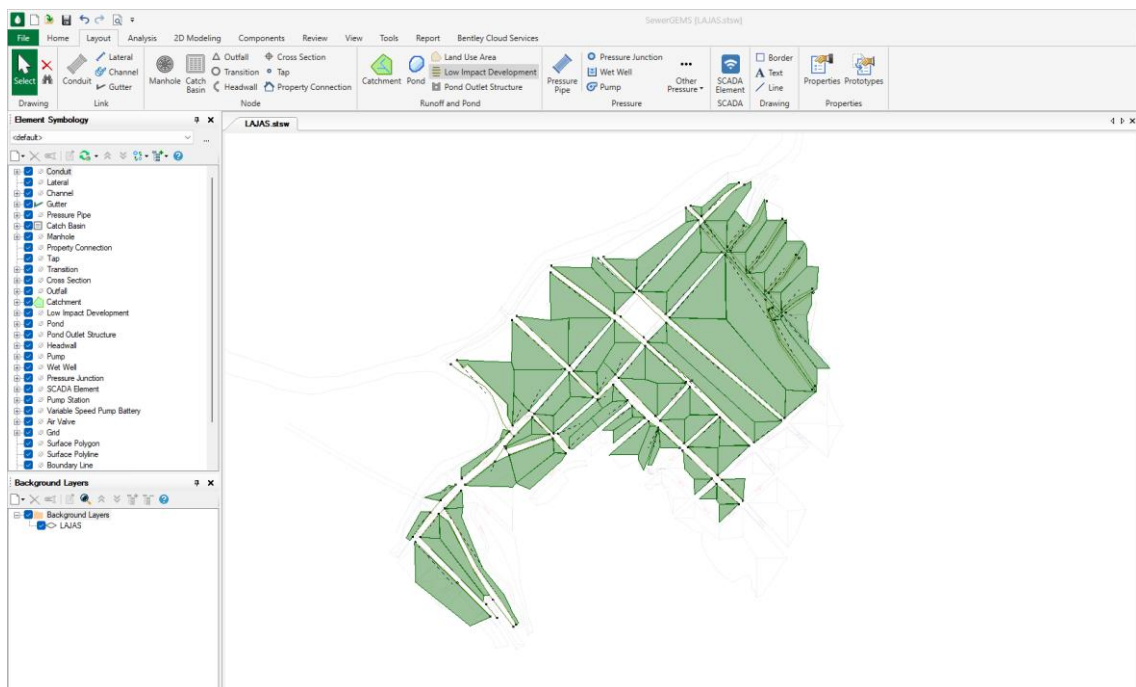 SewerGEMS (LAJAS.stsw)
File Home Layout Analysis 2D Modeling Components Review View Tools Report Bentley Cloud Services
Select
Drawing
Conduit
Lateral
Channel
Gutter
Link
Manhole
Catch Basin
Outfall
Transition
Headwall
Cross Section
Tap
Property Connection
Node
Catchment
Pond
Land Use Area
Low Impact Development
Pond Outlet Structure
Runoff and Pond
Pressure Pipe
Pressure Junction
Wet Well
Pump
Other Pressure
Pressure
SCADA Element
SCADA
Border
Text
Line
Drawing
Properties
Prototypes
Properties
Element Symbology
<default>
Conduit
Lateral
Channel
Gutter
Pressure Pipe
Catch Basin
Manhole
Property Connection
Tap
Transition
Cross Section
Outfall
Catchment
Low Impact Development
Pond
Pond Outlet Structure
Headwall
Pump
Wet Well
Pressure Junction
SCADA Element
Pump Station
Variable Speed Pump Battery
Air Valve
Grid
Surface Polygon
Surface Polyline
Boundary Line
Background Layers
Background Layers
LAJAS
LAJAS.stsw